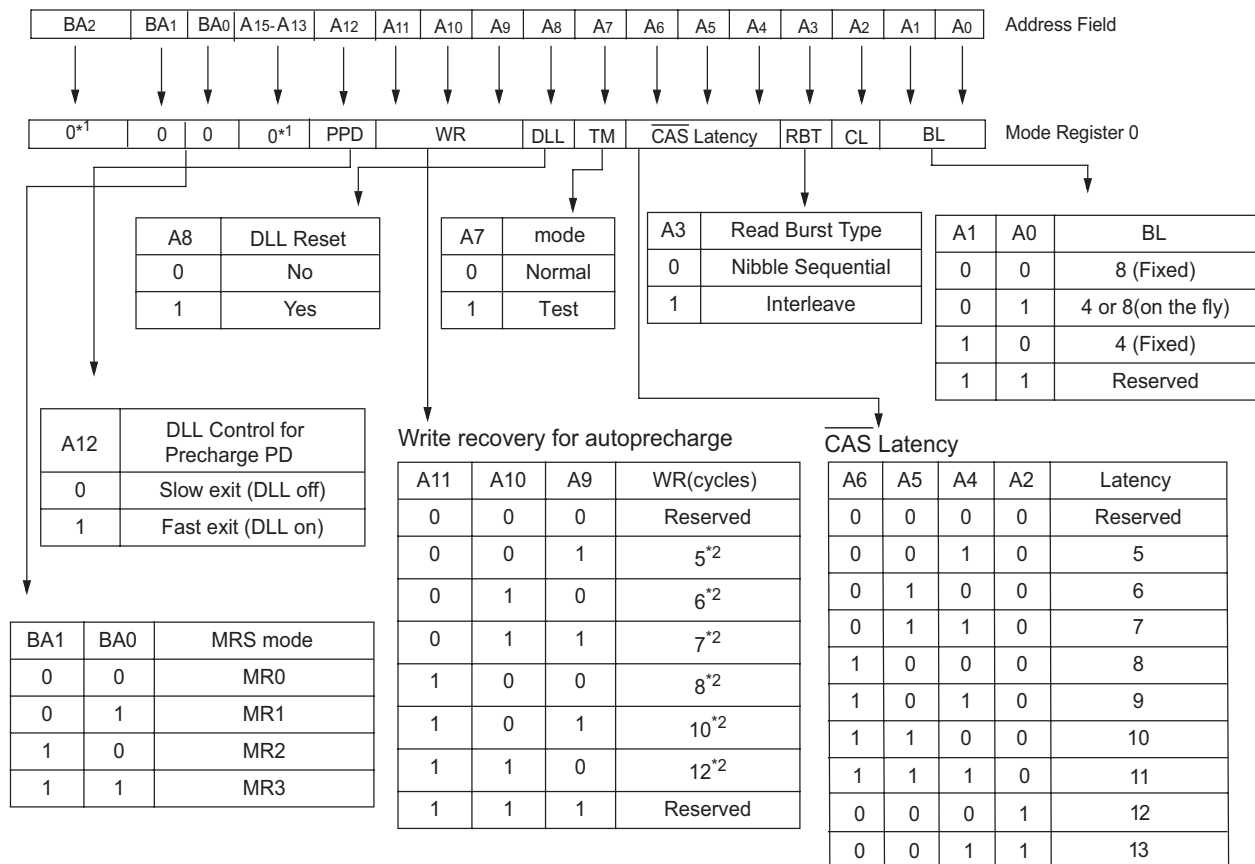 BA2 BA1 BA0 A15-A13 A12 A11 A10 A9 A8 A7 A6 A5 A4 A3 A2 A1 A0 Address Field
0*1 0 0 0*1 PPD WR DLL TM CAS Latency RBT CL BL Mode Register 0
A8 DLL Reset
0 No
1 Yes
A7 mode
0 Normal
1 Test
A3 Read Burst Type
0 Nibble Sequential
1 Interleave
A1 A0 BL
0 0 8 (Fixed)
0 1 4 or 8(on the fly)
1 0 4 (Fixed)
1 1 Reserved
A12 DLL Control for
Precharge PD
0 Slow exit (DLL off)
1 Fast exit (DLL on)
BA1 BA0 MRS mode
0 0 MR0
0 1 MR1
1 0 MR2
1 1 MR3
Write recovery for autoprecharge
A11 A10 A9 WR(cycles)
0 0 0 Reserved
0 0 1 5*2
0 1 0 6*2
0 1 1 7*2
1 0 0 8*2
1 0 1 10*2
1 1 0 12*2
1 1 1 Reserved
CAS Latency
A6 A5 A4 A2 Latency
0 0 0 0 Reserved
0 0 1 0 5
0 1 0 0 6
0 1 1 0 7
1 0 0 0 8
1 0 1 0 9
1 1 0 0 10
1 1 1 0 11
0 0 0 1 12
0 0 1 1 13